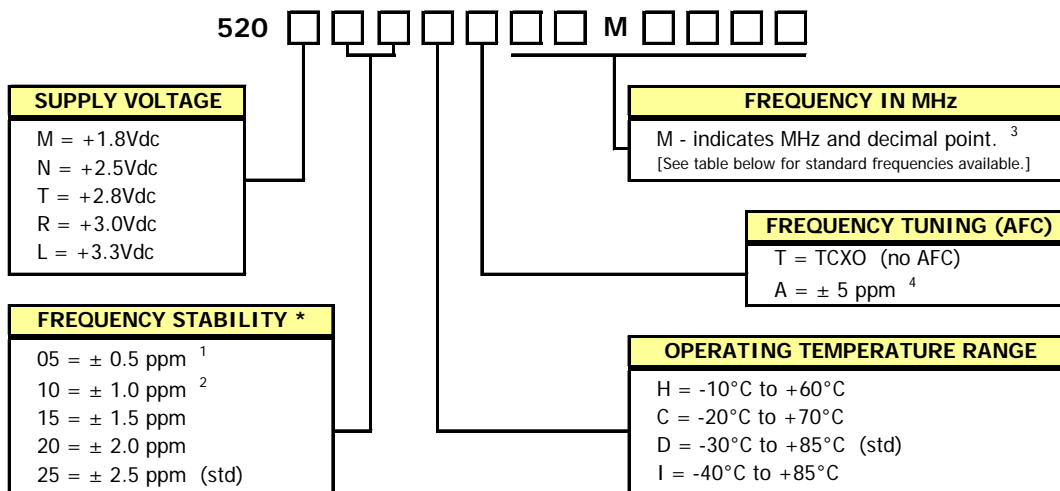 520 M
SUPPLY VOLTAGE
M = +1.8Vdc
N = +2.5Vdc
T = +2.8Vdc
R = +3.0Vdc
L = +3.3Vdc
FREQUENCY IN MHz
M - indicates MHz and decimal point. 3
[See table below for standard frequencies available.]
FREQUENCY TUNING (AFC)
T = TCXO (no AFC)
A = ± 5 ppm 4
FREQUENCY STABILITY *
05 = ± 0.5 ppm 1
10 = ± 1.0 ppm 2
15 = ± 1.5 ppm
20 = ± 2.0 ppm
25 = ± 2.5 ppm (std)
OPERATING TEMPERATURE RANGE
H = -10°C to +60°C
C = -20°C to +70°C
D = -30°C to +85°C (std)
I = -40°C to +85°C